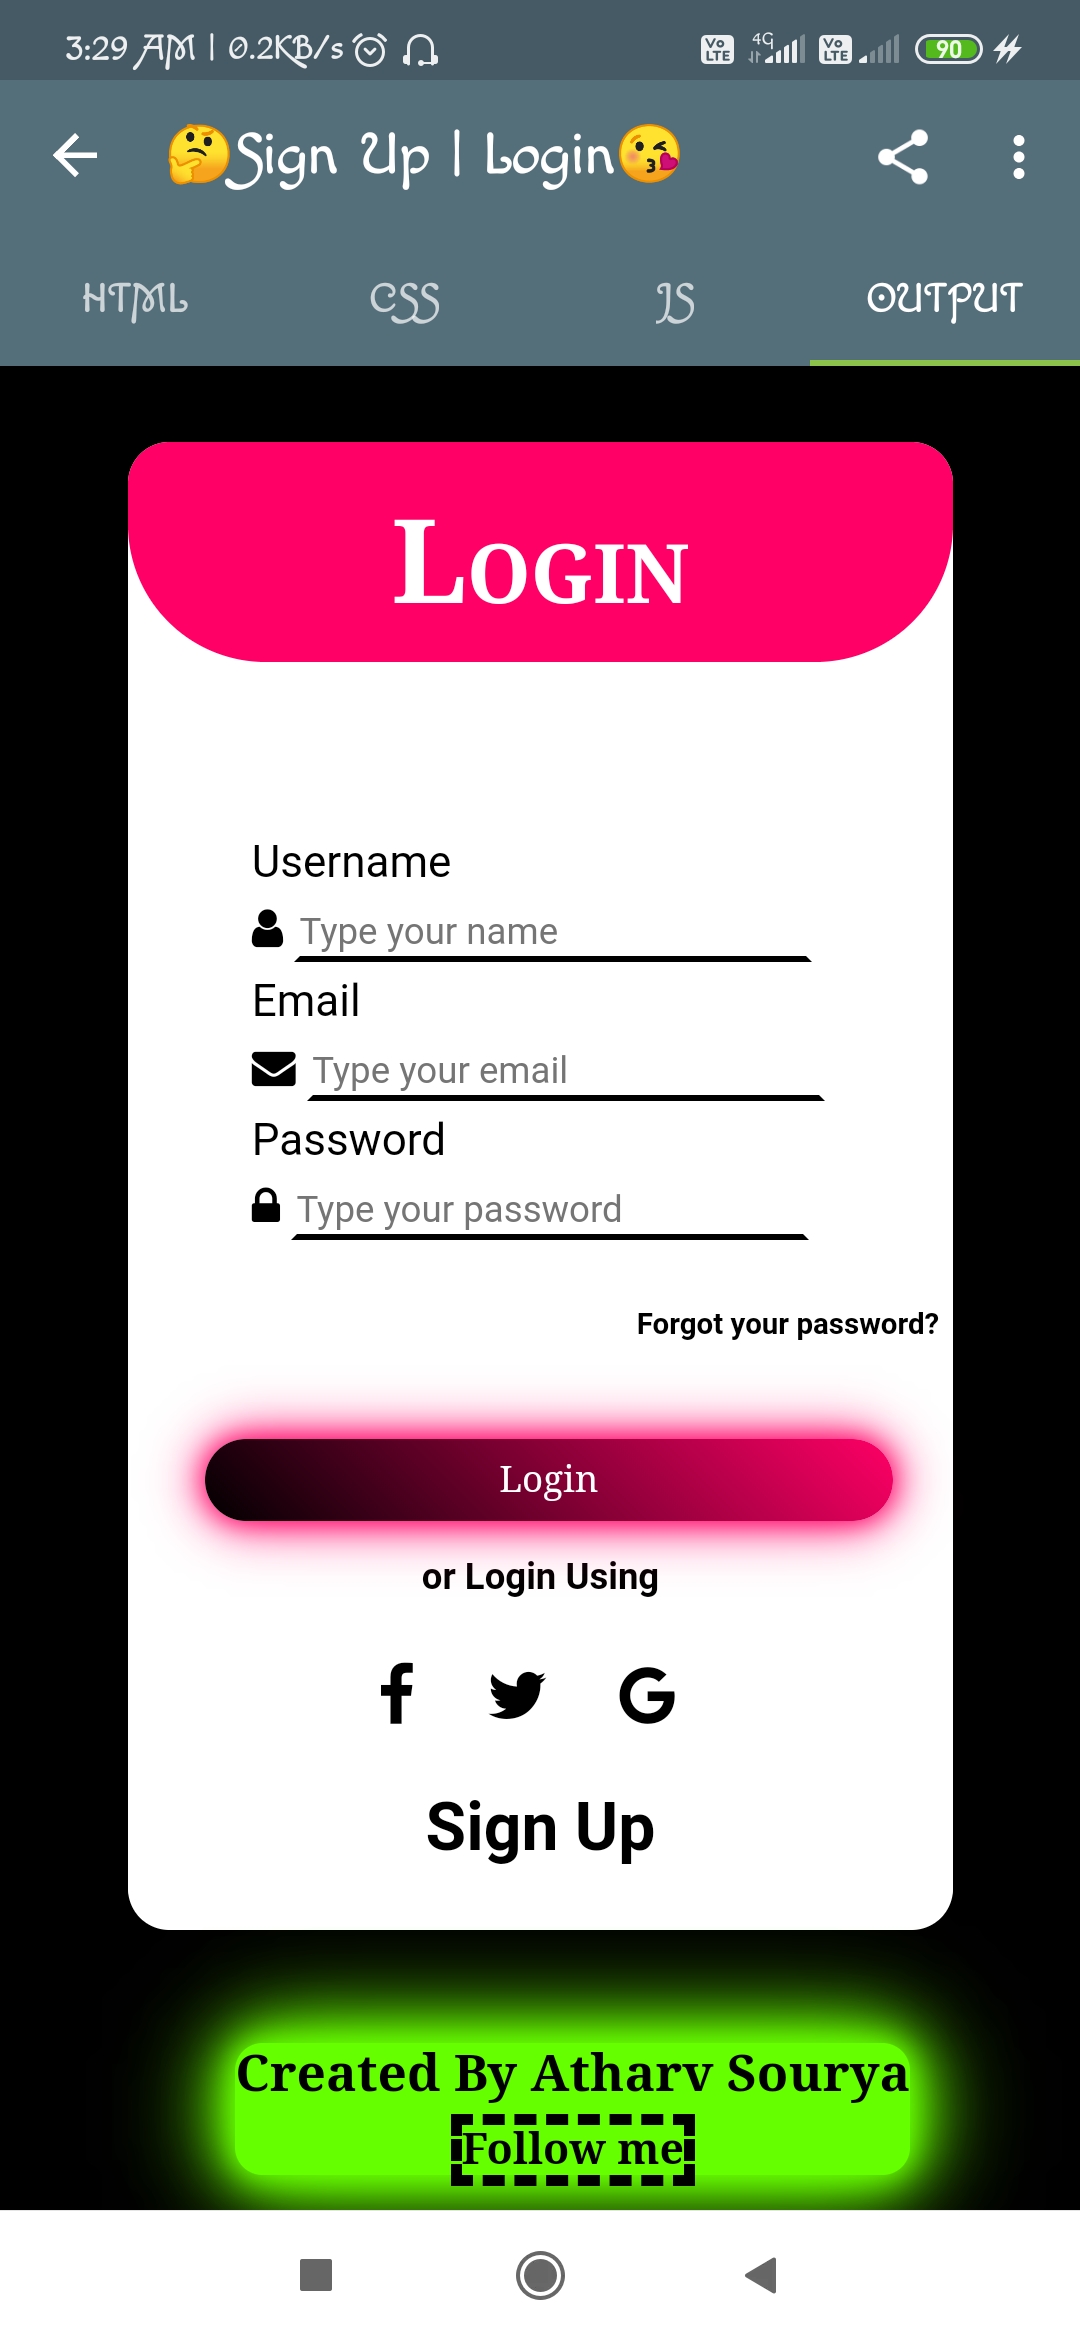 3:29 AM | 0.2KB/s Vo LTE 4G Vo LTE 90
🤔Sign Up | Login😘
HTML CSS JS OUTPUT
Login
Username
Type your name
Email
Type your email
Password
Type your password
Forgot your password?
Login
or Login Using
f G
Sign Up
Created By Atharv Sourya
Follow me